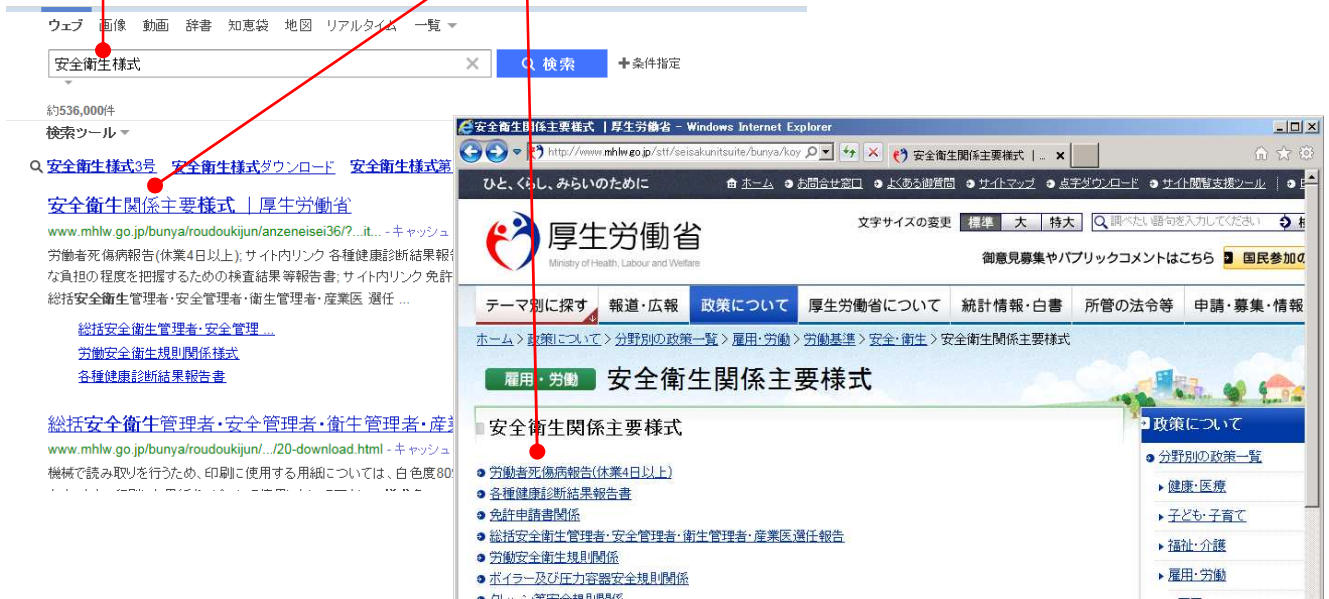 ウェブ 画像 動画 辞書 知恵袋 地図 リアルタイム 一覧
安全衛生様式 × 検索 +条件指定
約536,000件
検索ツール
安全衛生様式3号 安全衛生様式ダウンロード 安全衛生様式第
安全衛生関係主要様式 | 厚生労働省
www.mhlw.go.jp/bunya/roudoukijun/anzeneisei36/?...it... - キャッシュ
労働者死傷病報告(休業4日以上); サイト内リンク 各種健康診断結果報告
な負担の程度を把握するための検査結果等報告書; サイト内リンク 免許
総括安全衛生管理者・安全管理者・衛生管理者・産業医 選任 ...
総括安全衛生管理者・安全管理 ...
労働安全衛生規則関係様式
各種健康診断結果報告書
総括安全衛生管理者・安全管理者・衛生管理者・産
www.mhlw.go.jp/bunya/roudoukijun/.../20-download.html - キャッシュ
機械で読み取りを行うため、印刷に使用する用紙については、白色度80
安全衛生関係主要様式 | 厚生労働省 - Windows Internet Explorer
http://www.mhlw.go.jp/stf/seisakunitsuite/bunya/koy
安全衛生関係主要様式 | ... ×
ひと、くらし、みらいのために ホーム お問合せ窓口 よくある御質問 サイトマップ 点字ダウンロード サイト閲覧支援ツール
厚生労働省
Ministry of Health, Labour and Welfare
文字サイズの変更 標準 大 特大 調べたい語句を入力してください
御意見募集やパブリックコメントはこちら 国民参加の
テーマ別に探す 報道・広報 政策について 厚生労働省について 統計情報・白書 所管の法令等 申請・募集・情報
ホーム > 政策について > 分野別の政策一覧 > 雇用・労働 > 労働基準 > 安全・衛生 > 安全衛生関係主要様式
雇用・労働 安全衛生関係主要様式
安全衛生関係主要様式
労働者死傷病報告(休業4日以上)
各種健康診断結果報告書
免許申請書関係
総括安全衛生管理者・安全管理者・衛生管理者・産業医選任報告
労働安全衛生規則関係
ボイラー及び圧力容器安全規則関係
クレーン等安全規則関係
政策について
分野別の政策一覧
健康・医療
子ども・子育て
福祉・介護
雇用・労働